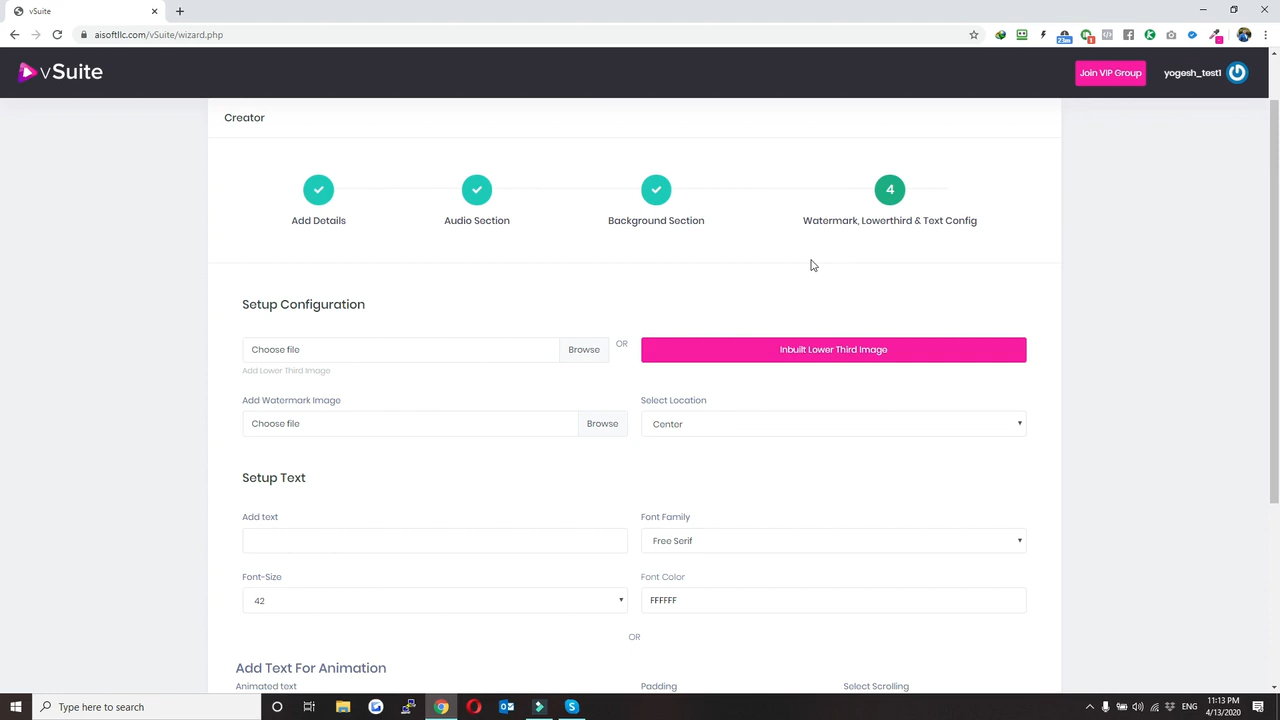 vSuite
aisoftllc.com/vSuite/wizard.php
23m
vSuite
Join VIP Group
yogesh_test1
Creator
4
Add Details
Audio Section
Background Section
Watermark, Lowerthird & Text Config
Setup Configuration
Choose file
Browse
OR
Inbuilt Lower Third Image
Add Lower Third Image
Add Watermark Image
Select Location
Choose file
Browse
Center
Setup Text
Add text
Font Family
Free Serif
Font-Size
Font Color
42
FFFFFF
OR
Add Text For Animation
Animated text
Padding
Select Scrolling
Type here to search
ENG
11:13 PM
4/13/2020